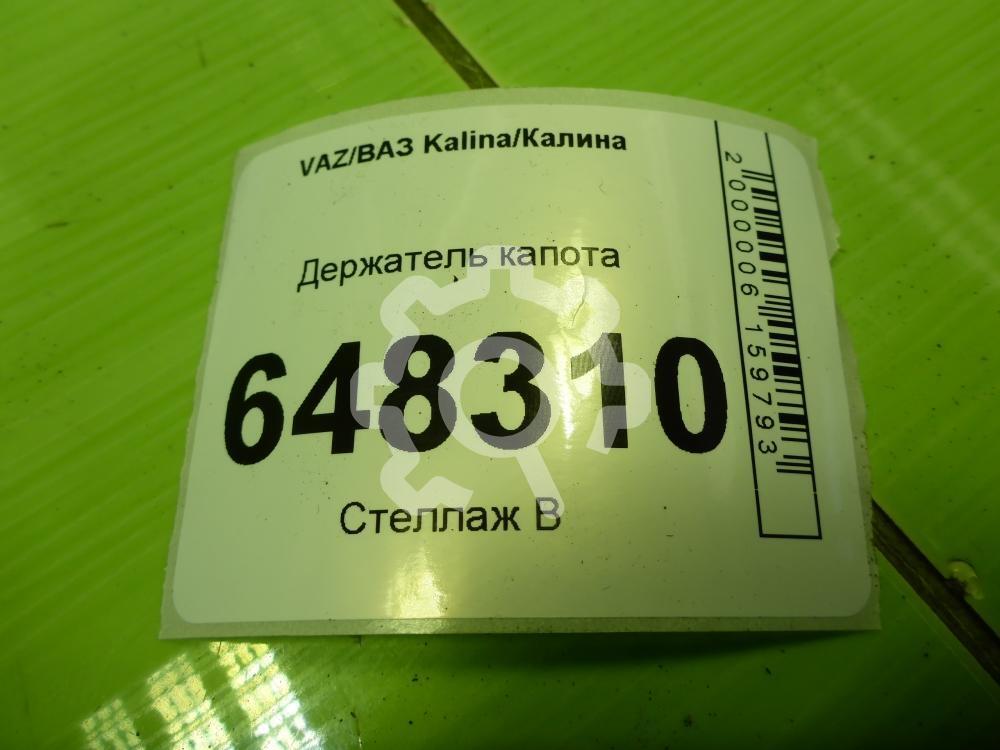 VAZ/ВАЗ Kalina/Калина
Держатель капота
648310
Стеллаж В
2000006159793